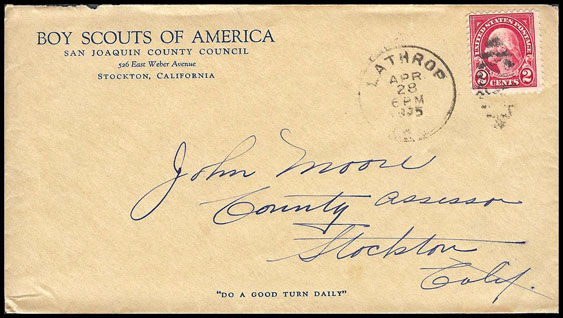 BOY SCOUTS OF AMERICA
SAN JOAQUIN COUNTY COUNCIL
526 East Weber Avenue
STOCKTON, CALIFORNIA
LATHROP
APR
28
6 PM
UNITED STATES POSTAGE
2 CENTS 2
John Moore
County Assessor
Stockton
Calif.
"DO A GOOD TURN DAILY"